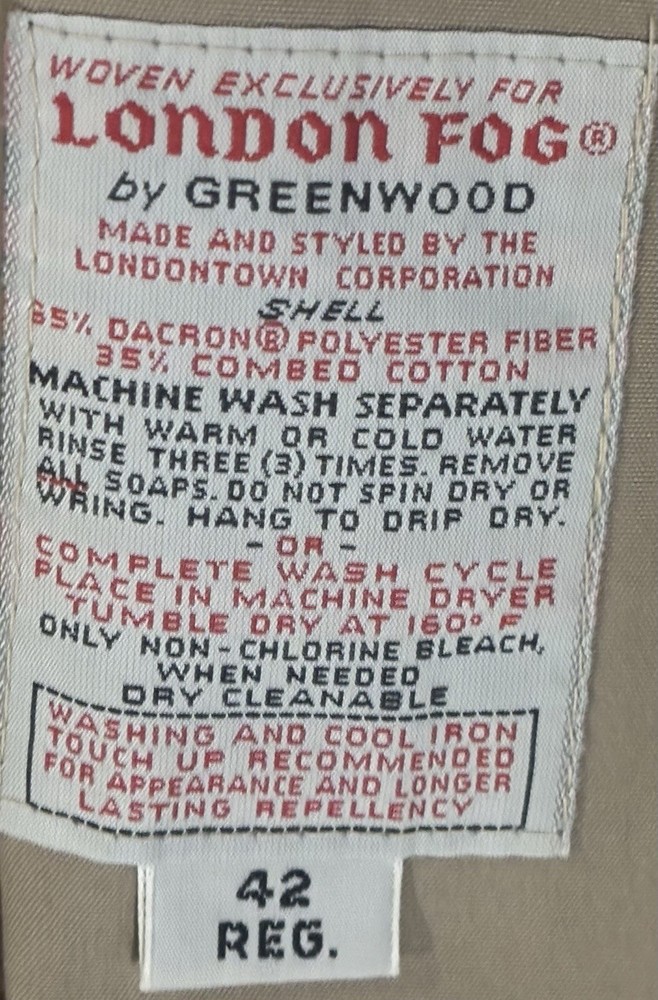 WOVEN EXCLUSIVELY FOR
LONDON FOG®
by GREENWOOD
MADE AND STYLED BY THE
LONDONTOWN CORPORATION
SHELL
65% DACRON® POLYESTER FIBER
35% COMBED COTTON
MACHINE WASH SEPARATELY
WITH WARM OR COLD WATER
RINSE THREE (3) TIMES. REMOVE
ALL SOAPS. DO NOT SPIN DRY OR
WRING. HANG TO DRIP DRY.
- OR -
COMPLETE WASH CYCLE
PLACE IN MACHINE DRYER
TUMBLE DRY AT 160° F
ONLY NON-CHLORINE BLEACH,
WHEN NEEDED
DRY CLEANABLE
WASHING AND COOL IRON
TOUCH UP RECOMMENDED
FOR APPEARANCE AND LONGER
LASTING REPELLENCY
42
REG.